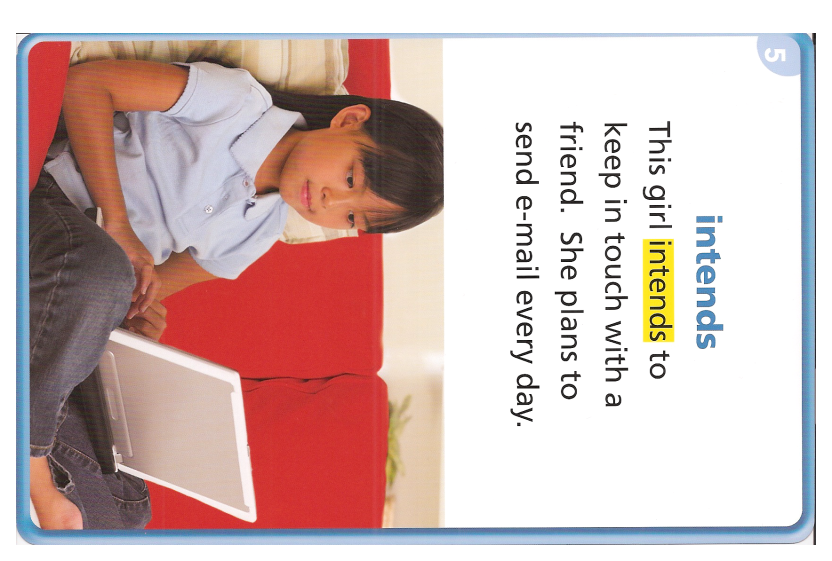 5
intends
This girl intends to
keep in touch with a
friend. She plans to
send e-mail every day.